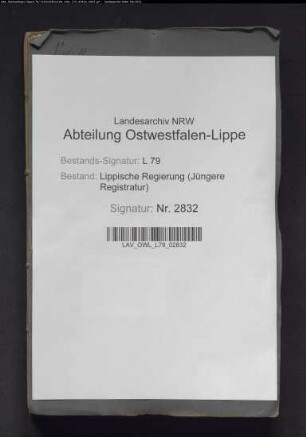 Landesarchiv NRW
Abteilung Ostwestfalen-Lippe
Bestands-Signatur: L 79
Bestand: Lippische Regierung (Jüngere
Registratur)
Signatur: Nr. 2832
LAV_OWL_L79_02832